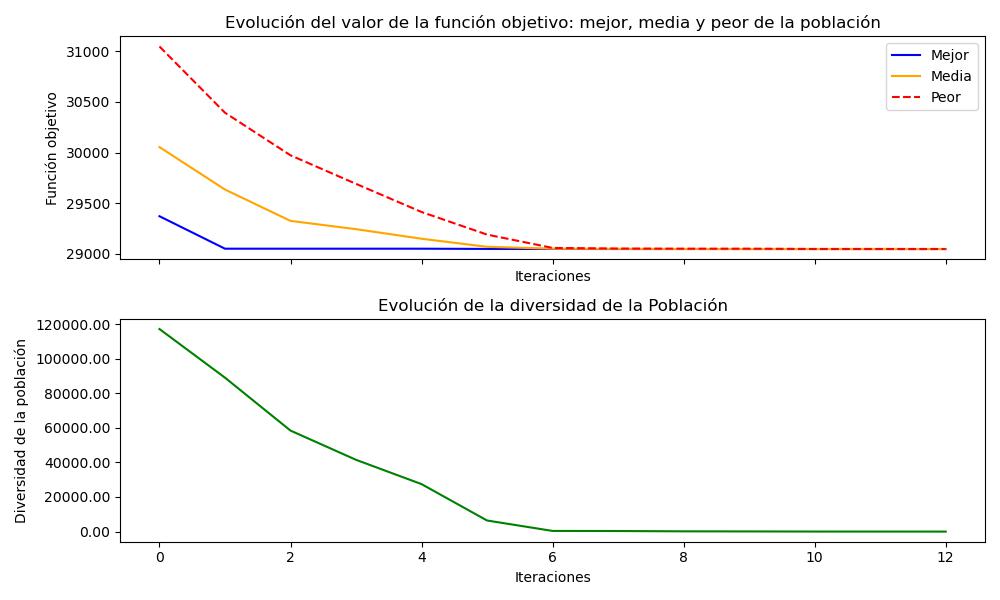 Evolución del valor de la función objetivo: mejor, media y peor de la población
31000
30500
30000
29500
29000
Función objetivo
Mejor
Media
Peor
Iteraciones
Evolución de la diversidad de la Población
120000.00
100000.00
80000.00
60000.00
40000.00
20000.00
0.00
Diversidad de la población
0 2 4 6 8 10 12
Iteraciones